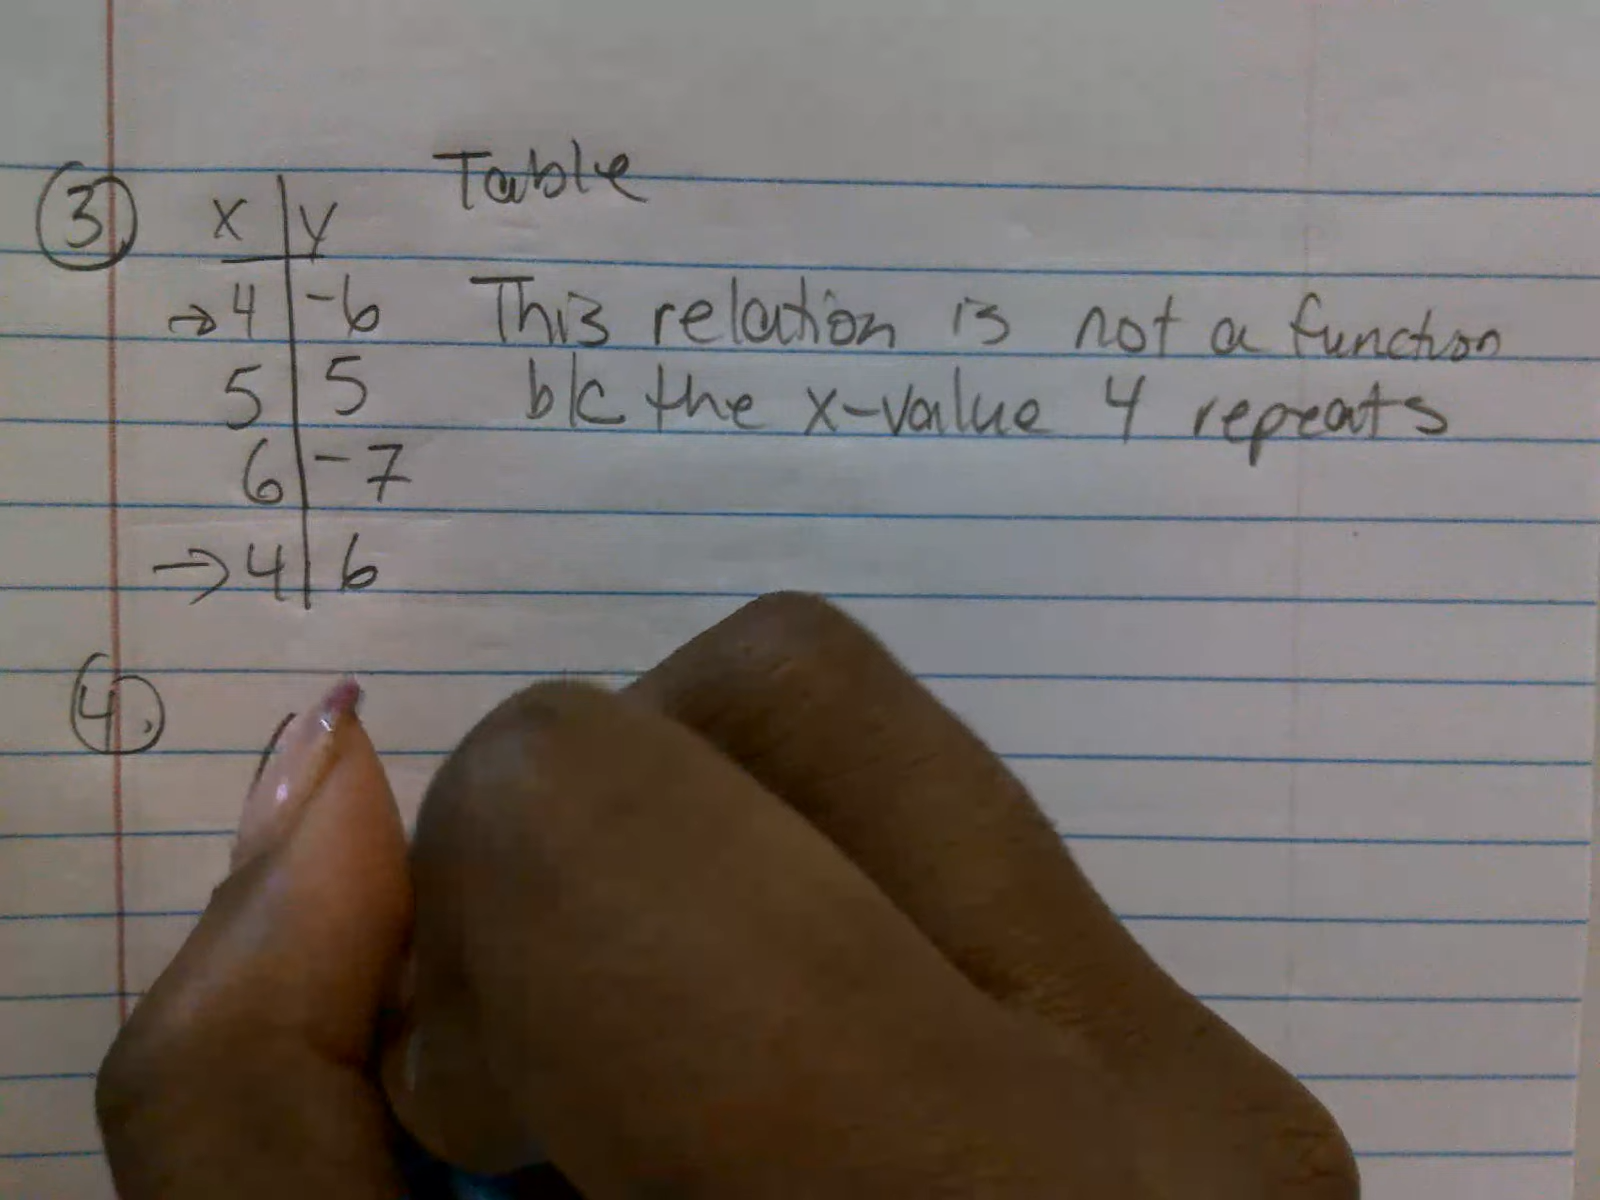 3. x | y Table
→ 4 | -6 This relation is not a function
5 | 5 b/c the x-value 4 repeats
6 | -7
→ 4 | 6
4.